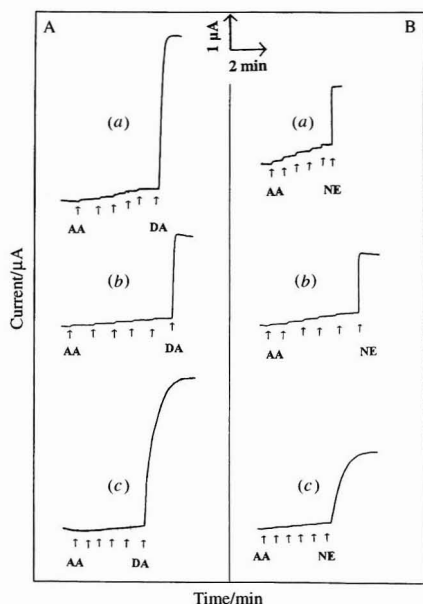 A
B
1 μA
2 min
(a)
AA
DA
(a)
AA
NE
(b)
AA
DA
(b)
AA
NE
(c)
AA
DA
(c)
AA
NE
Current/μA
Time/min